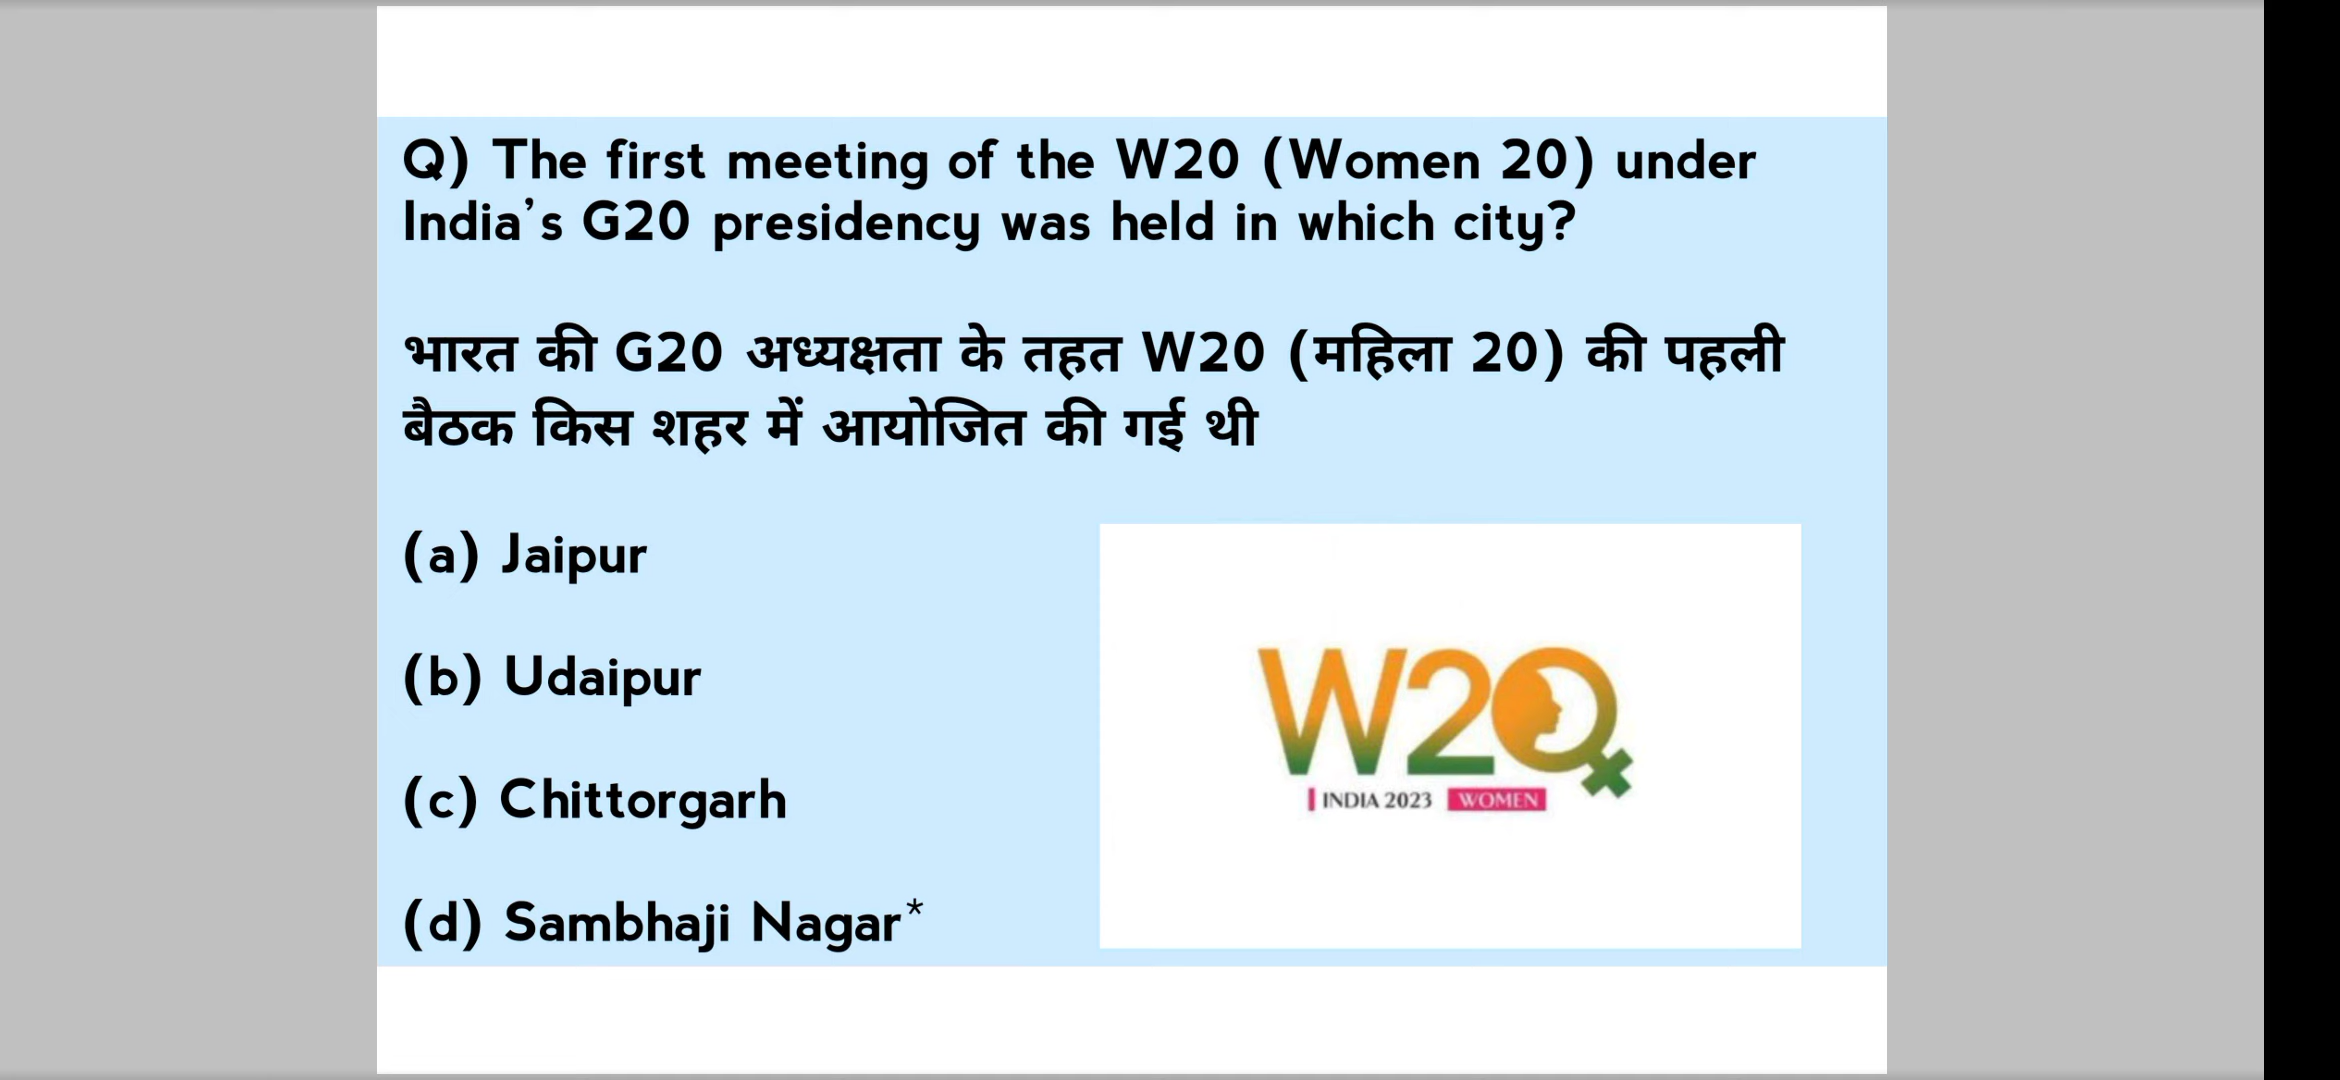 Q) The first meeting of the W20 (Women 20) under
India’s G20 presidency was held in which city?
भारत की G20 अध्यक्षता के तहत W20 (महिला 20) की पहली
बैठक किस शहर में आयोजित की गई थी
(a) Jaipur
(b) Udaipur
(c) Chittorgarh
(d) Sambhaji Nagar*
W20
INDIA 2023 WOMEN